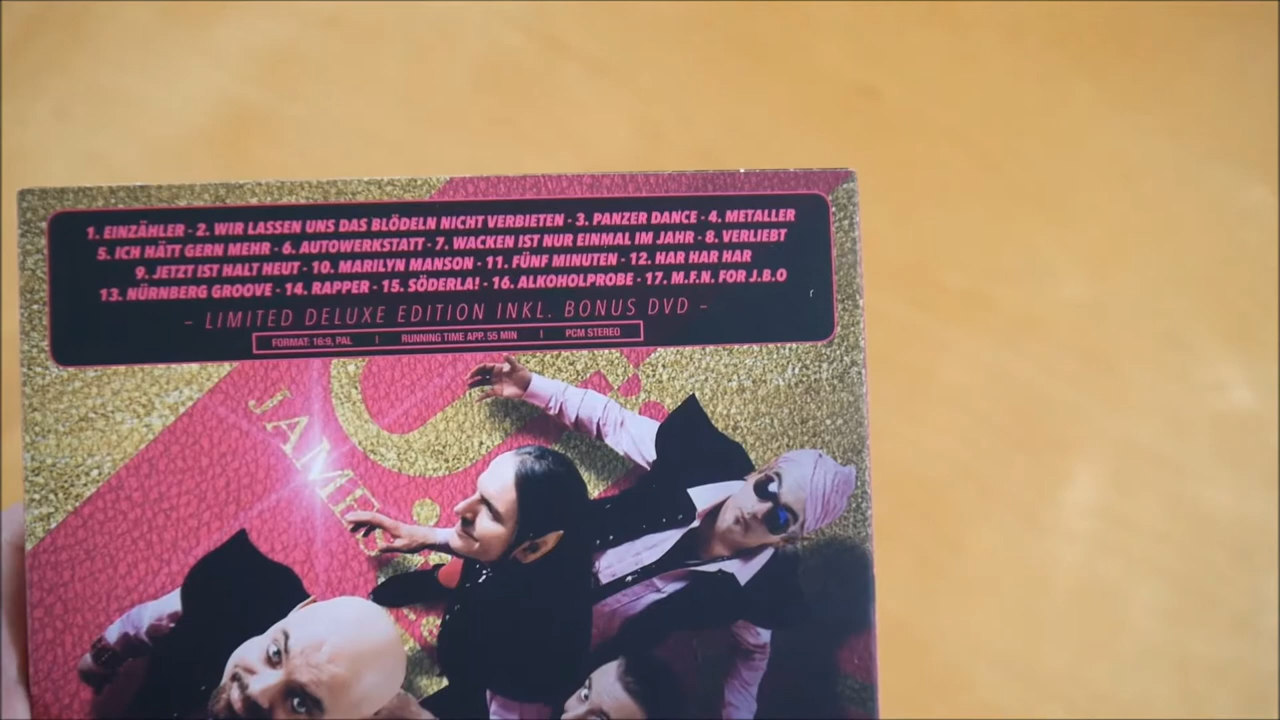 1. EINZÄHLER - 2. WIR LASSEN UNS DAS BLÖDELN NICHT VERBIETEN - 3. PANZER DANCE - 4. METALLER
5. ICH HÄTT GERN MEHR - 6. AUTOWERKSTATT - 7. WACKEN IST NUR EINMAL IM JAHR - 8. VERLIEBT
9. JETZT IST HALT HEUT - 10. MARILYN MANSON - 11. FÜNF MINUTEN - 12. HAR HAR HAR
13. NÜRNBERG GROOVE - 14. RAPPER - 15. SÖDERLA! - 16. ALKOHOLPROBE - 17. M.F.N. FOR J.B.O
– LIMITED DELUXE EDITION INKL. BONUS DVD –
FORMAT: 16:9, PAL | RUNNING TIME APP. 55 MIN | PCM STEREO